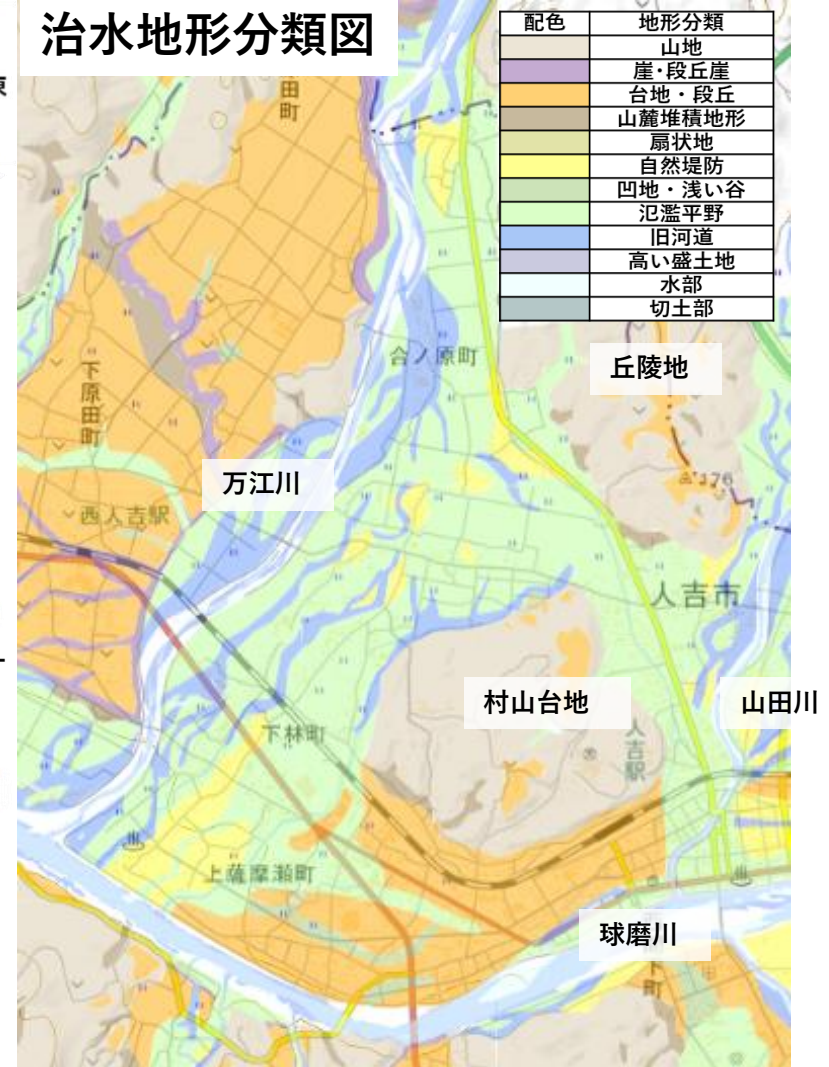 治水地形分類図
配色 地形分類
山地
崖・段丘崖
台地・段丘
山麓堆積地形
扇状地
自然堤防
凹地・浅い谷
氾濫平野
旧河道
高い盛土地
水部
切土部
田町
合ノ原町
丘陵地
下原田町
万江川
176
西人吉駅
人吉市
村山台地
山田川
下林町
人吉駅
上薩摩瀬町
球磨川
下町